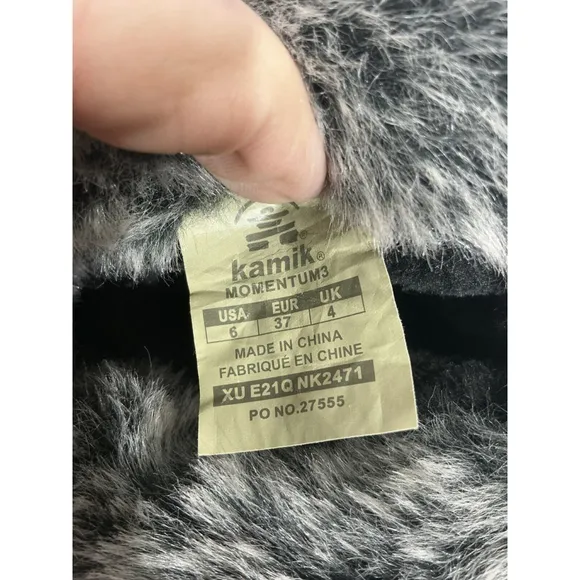 kamik®
MOMENTUM3
USA EUR UK
6 37 4
MADE IN CHINA
FABRIQUÉ EN CHINE
XU E21Q NK2471
PO NO.27555